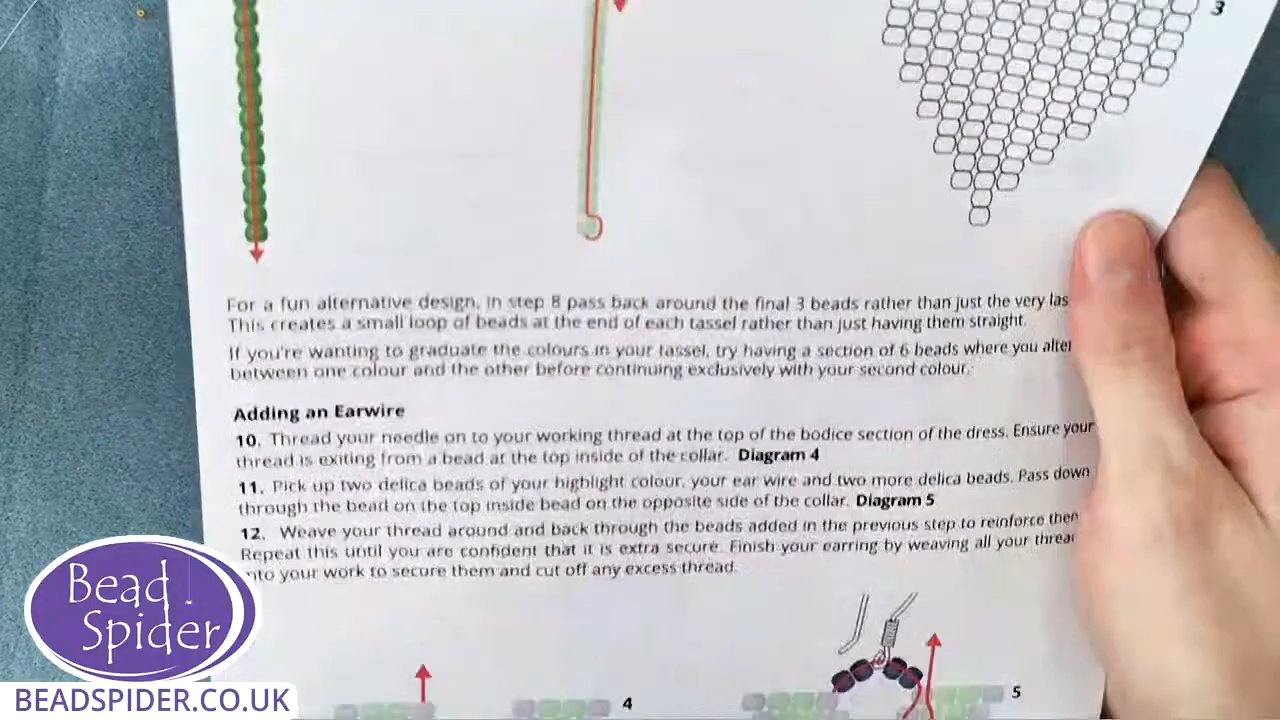 3
For a fun alternative design, in step 8 pass back around the final 3 beads rather than just the very las
This creates a small loop of beads at the end of each tassel rather than just having them straight.
If you're wanting to graduate the colours in your tassel, try having a section of 6 beads where you alte
between one colour and the other before continuing exclusively with your second colour.
Adding an Earwire
10. Thread your needle on to your working thread at the top of the bodice section of the dress. Ensure your
thread is exiting from a bead at the top inside of the collar. Diagram 4
11. Pick up two delica beads of your highlight colour, your ear wire and two more delica beads. Pass down
through the bead on the top inside bead on the opposite side of the collar. Diagram 5
12. Weave your thread around and back through the beads added in the previous step to reinforce then
Repeat this until you are confident that it is extra secure. Finish your earring by weaving all your threa
nto your work to secure them and cut off any excess thread.
4
5
Bead
Spider
BEADSPIDER.CO.UK